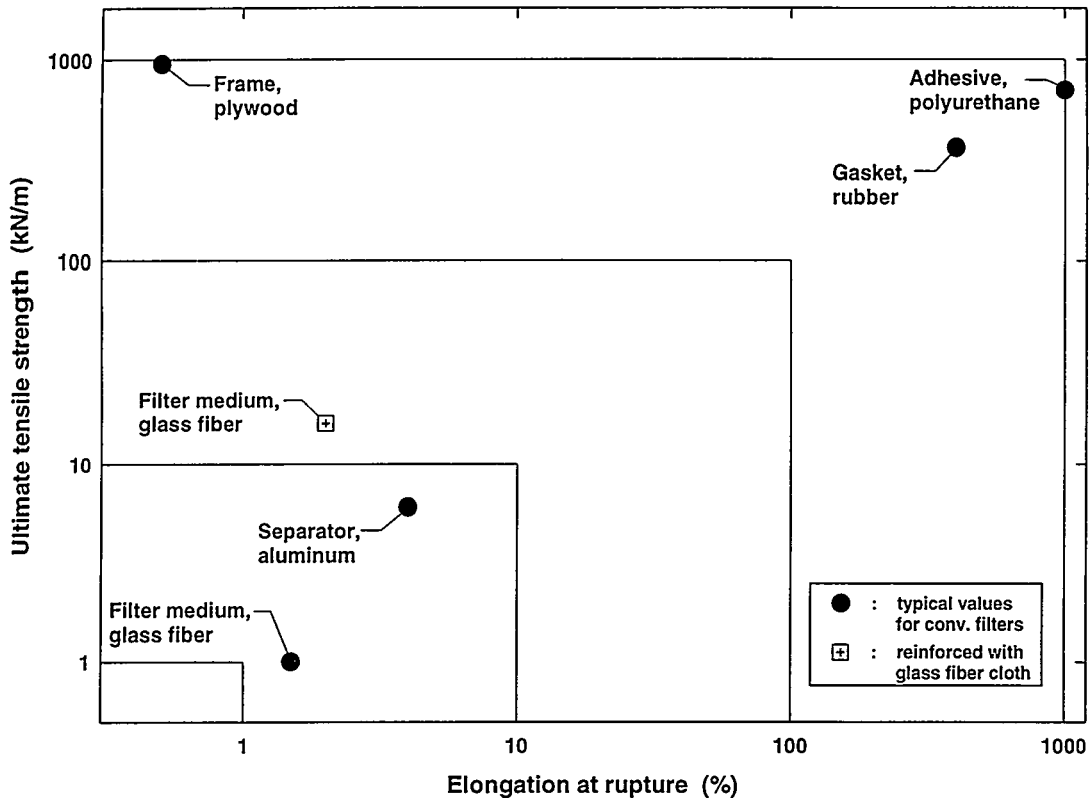 Ultimate tensile strength (kN/m)
1000
100
10
1
Frame,
plywood
Adhesive,
polyurethane
Gasket,
rubber
Filter medium,
glass fiber
Separator,
aluminum
Filter medium,
glass fiber
: typical values
for conv. filters
: reinforced with
glass fiber cloth
1
10
100
1000
Elongation at rupture (%)